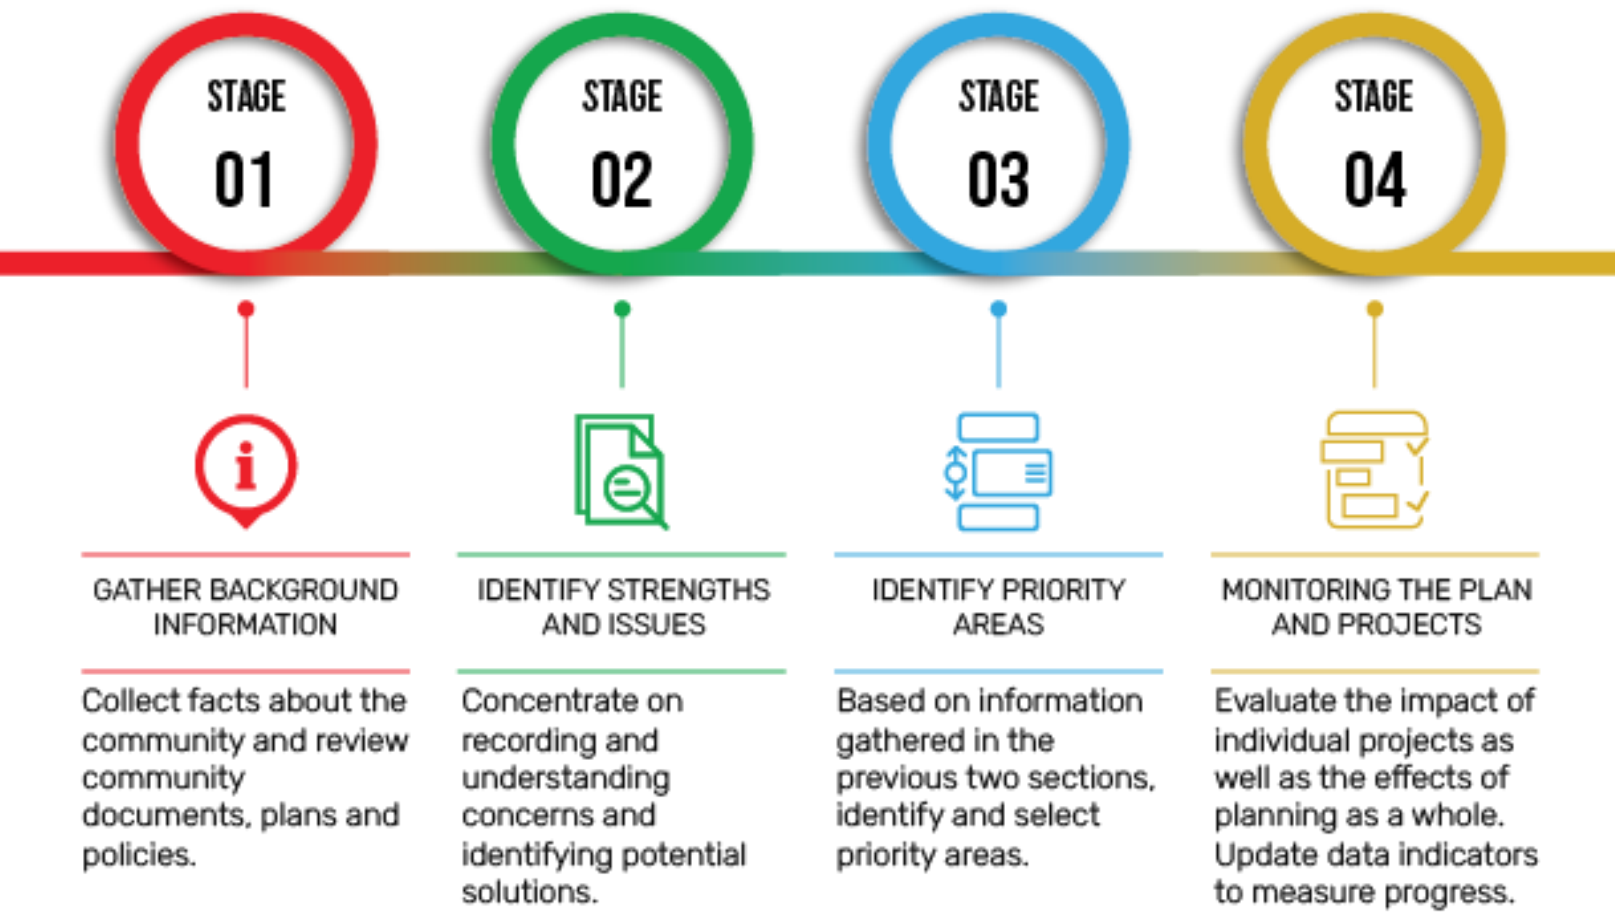 STAGE
01
STAGE
02
STAGE
03
STAGE
04
i
GATHER BACKGROUND
INFORMATION
Collect facts about the
community and review
community
documents, plans and
policies.
IDENTIFY STRENGTHS
AND ISSUES
Concentrate on
recording and
understanding
concerns and
identifying potential
solutions.
IDENTIFY PRIORITY
AREAS
Based on information
gathered in the
previous two sections,
identify and select
priority areas.
MONITORING THE PLAN
AND PROJECTS
Evaluate the impact of
individual projects as
well as the effects of
planning as a whole.
Update data indicators
to measure progress.